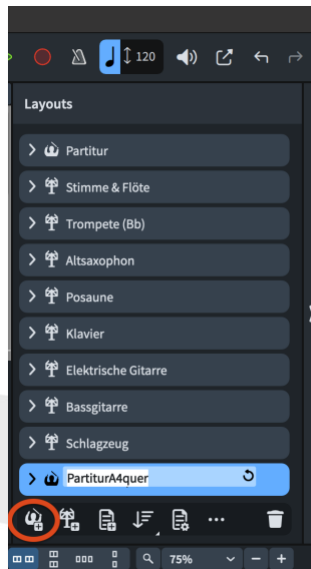 120
Layouts
Partitur
Stimme & Flöte
Trompete (Bb)
Altsaxophon
Posaune
Klavier
Elektrische Gitarre
Bassgitarre
Schlagzeug
PartiturA4quer
75%